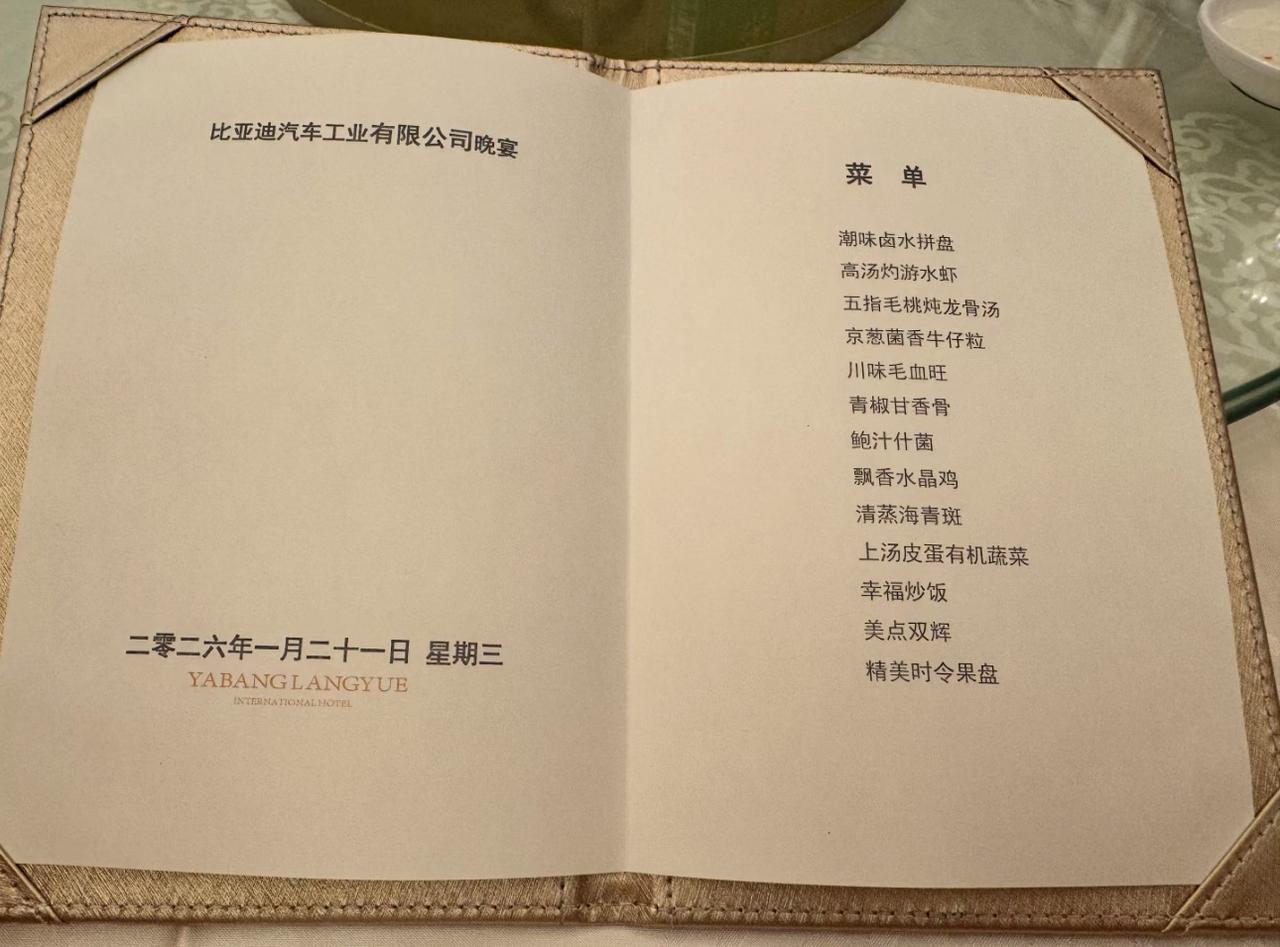 比亚迪汽车工业有限公司晚宴
二零二六年一月二十一日 星期三
YABANG LANGYUE
INTERNATIONAL HOTEL
菜 单
潮味卤水拼盘
高汤灼游水虾
五指毛桃炖龙骨汤
京葱菌香牛仔粒
川味毛血旺
青椒甘香骨
鲍汁什菌
飘香水晶鸡
清蒸海青斑
上汤皮蛋有机蔬菜
幸福炒饭
美点双辉
精美时令果盘